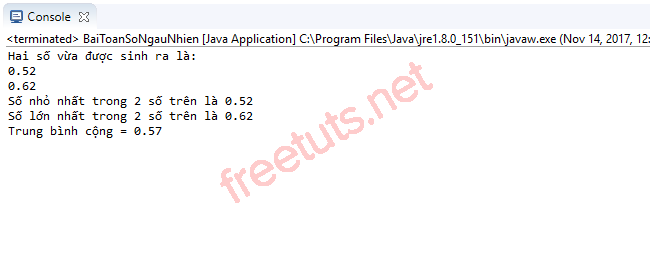 Console
<terminated> BaiToanSoNgauNhien [Java Application] C:\Program Files\Java\jre1.8.0_151\bin\javaw.exe (Nov 14, 2017, 12:
Hai số vừa được sinh ra là:
0.52
0.62
Số nhỏ nhất trong 2 số trên là 0.52
Số lớn nhất trong 2 số trên là 0.62
Trung bình cộng = 0.57
freetuts.net